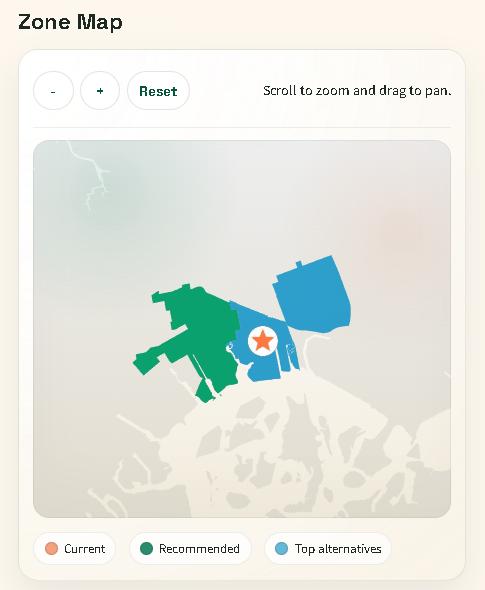 Zone Map
- + Reset Scroll to zoom and drag to pan.
Current Recommended Top alternatives